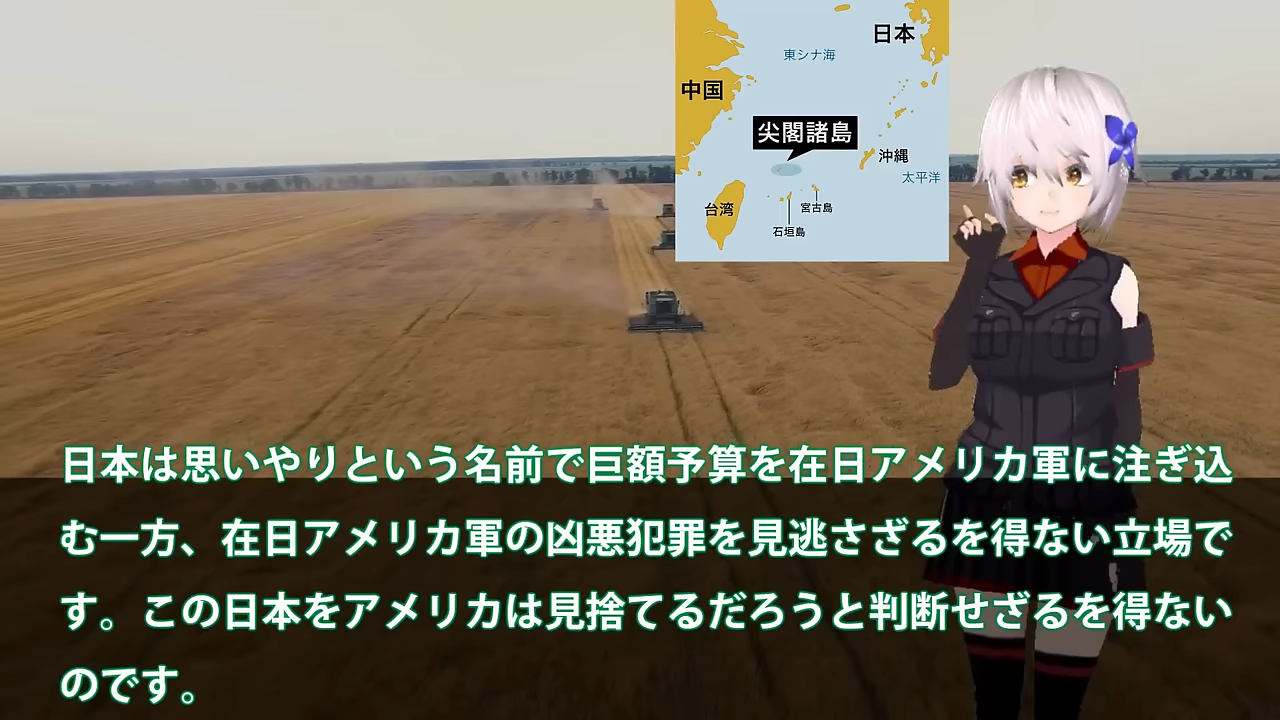 日本
東シナ海
中国
尖閣諸島
沖縄
太平洋
台湾
宮古島
石垣島
日本は思いやりという名前で巨額予算を在日アメリカ軍に注ぎ込
む一方、在日アメリカ軍の凶悪犯罪を見逃さざるを得ない立場で
す。この日本をアメリカは見捨てるだろうと判断せざるを得ない
のです。